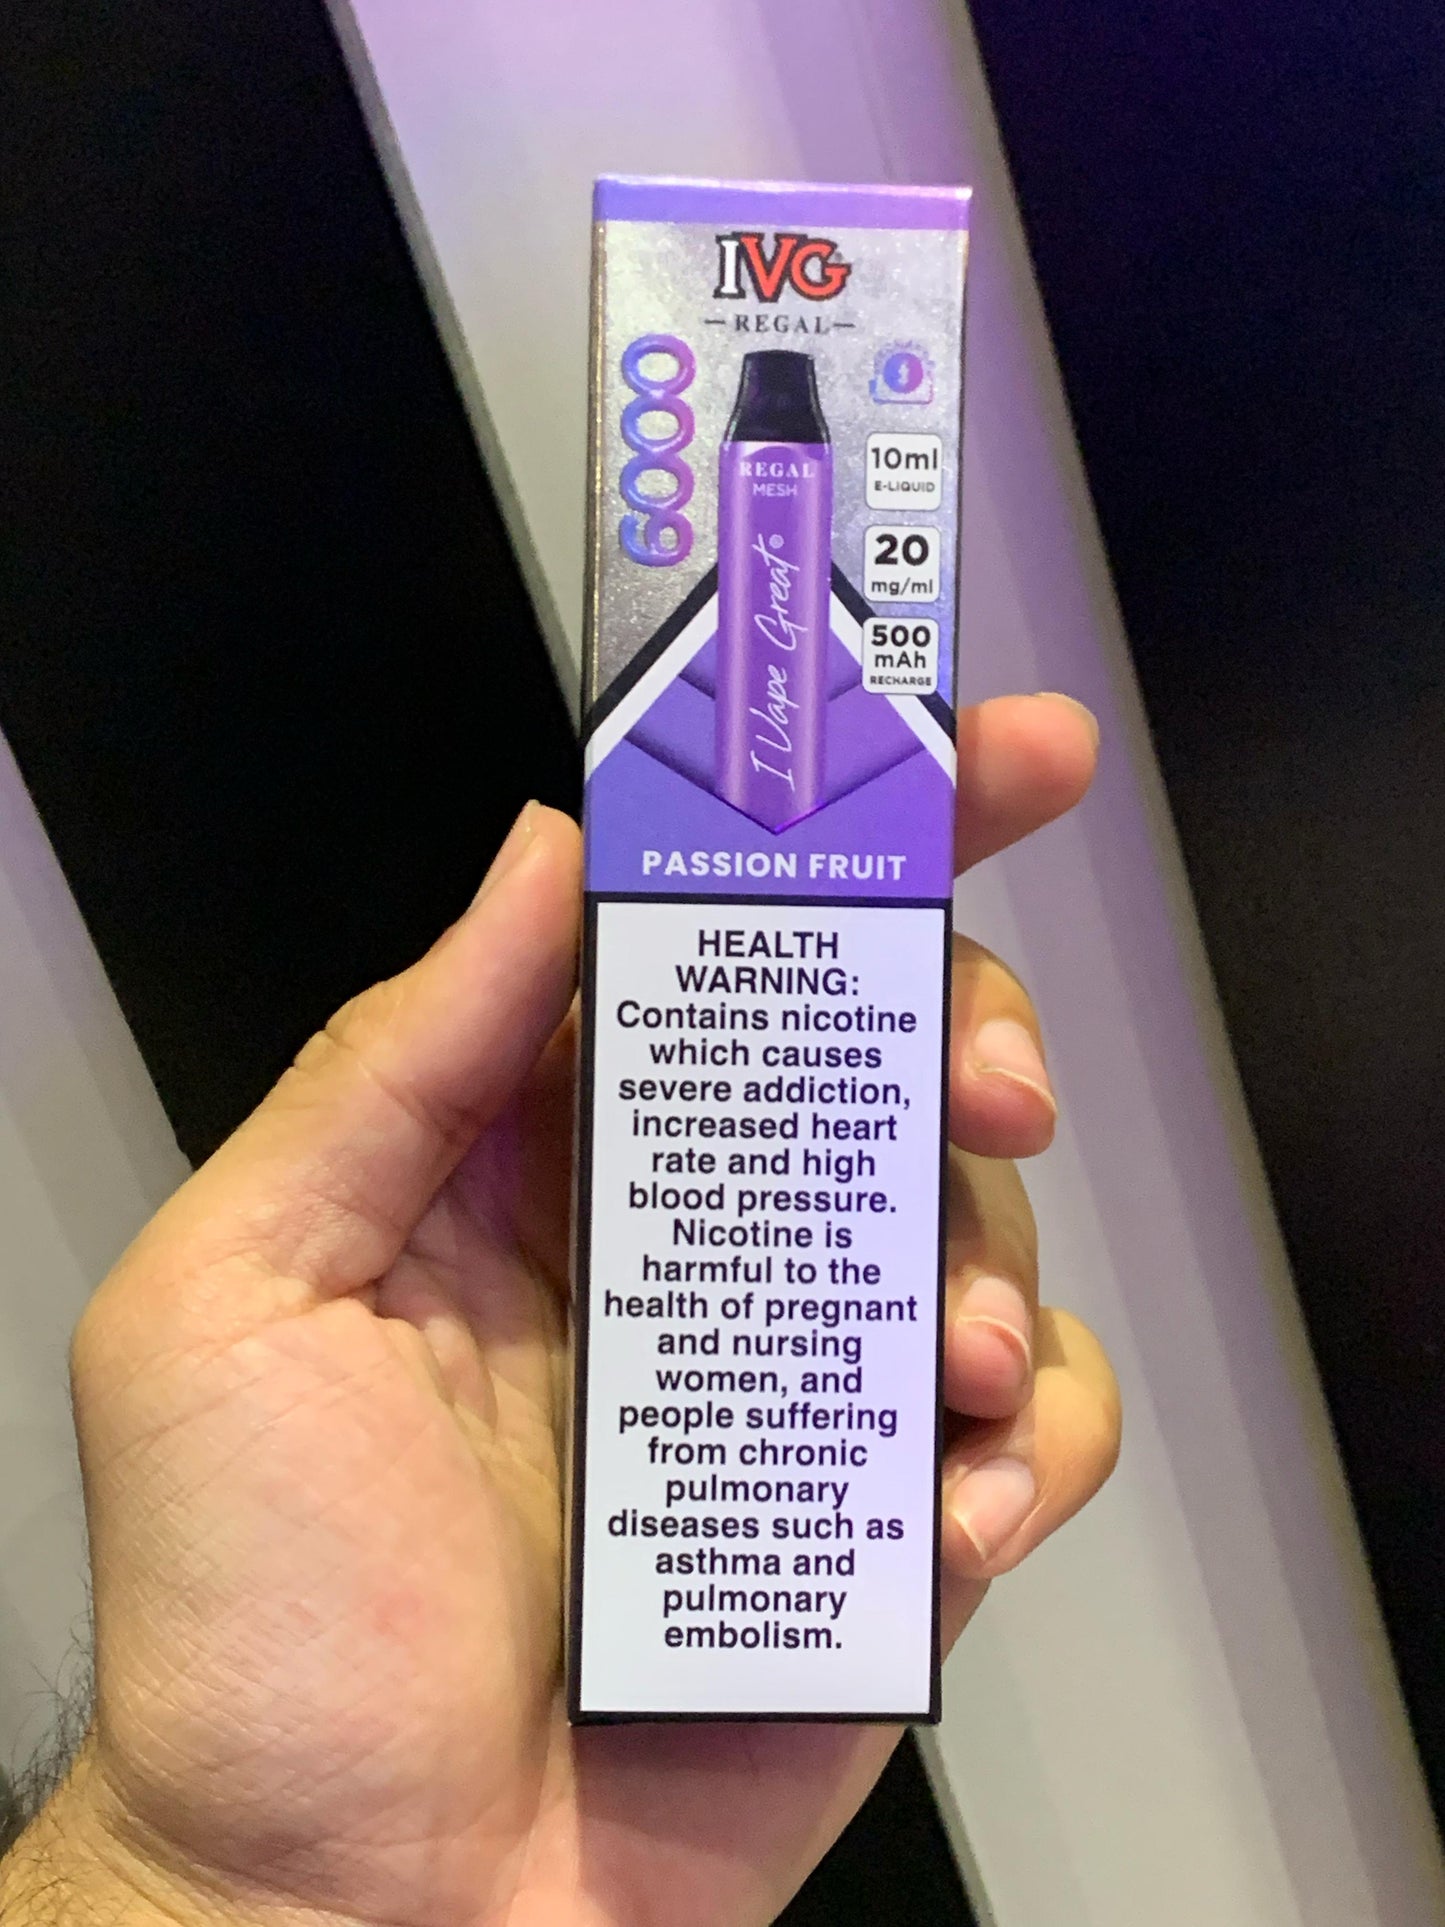 IVG
REGAL
6000
REGAL
MESH
I Vape Great®
10ml
E-LIQUID
20
mg/ml
500
mAh
RECHARGE
PASSION FRUIT
HEALTH
WARNING:
Contains nicotine
which causes
severe addiction,
increased heart
rate and high
blood pressure.
Nicotine is
harmful to the
health of pregnant
and nursing
women, and
people suffering
from chronic
pulmonary
diseases such as
asthma and
pulmonary
embolism.